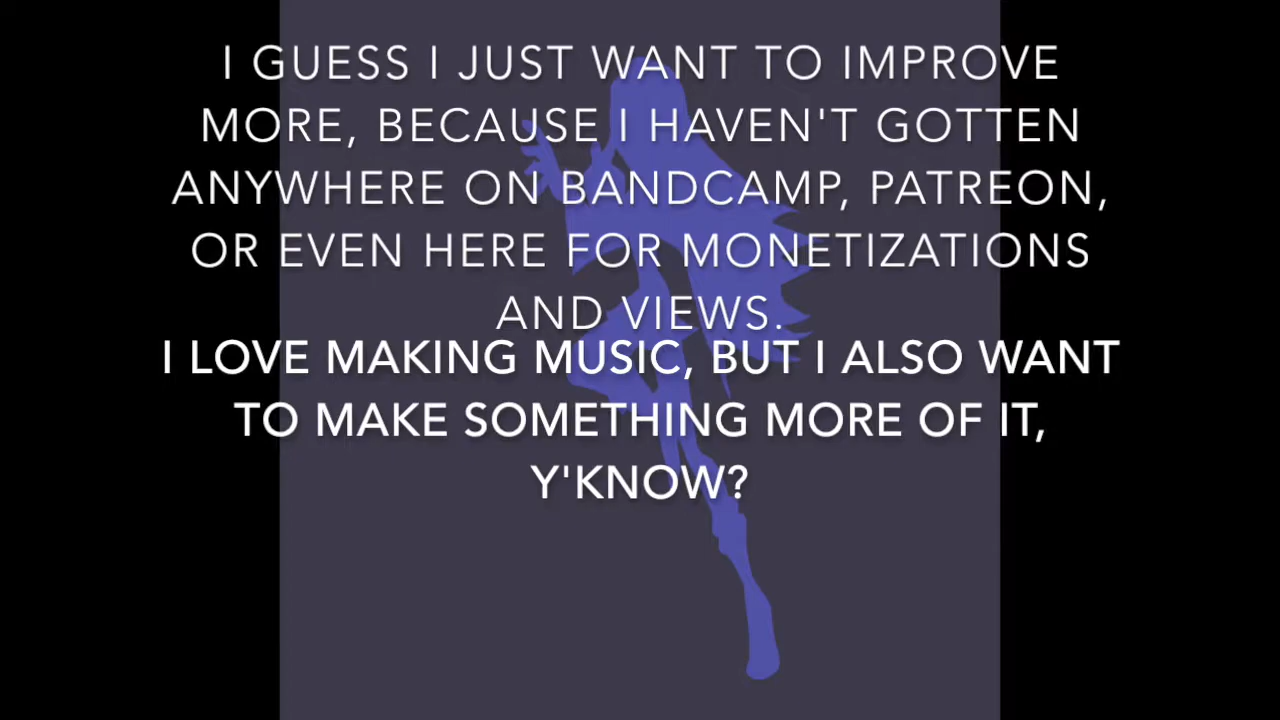 I GUESS I JUST WANT TO IMPROVE
MORE, BECAUSE I HAVEN'T GOTTEN
ANYWHERE ON BANDCAMP, PATREON,
OR EVEN HERE FOR MONETIZATIONS
AND VIEWS.
I LOVE MAKING MUSIC, BUT I ALSO WANT
TO MAKE SOMETHING MORE OF IT,
Y'KNOW?